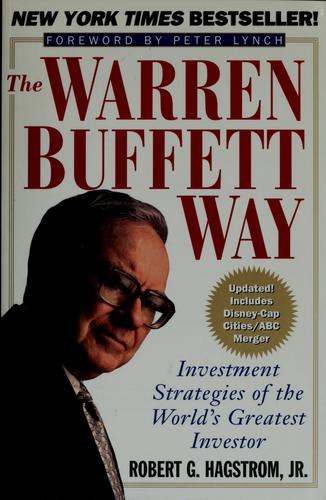 NEW YORK TIMES BESTSELLER!
FOREWORD BY PETER LYNCH
The WARREN
BUFFETT
WAY
Updated!
Includes
Disney-Cap
Cities/ABC
Merger
Investment
Strategies of the
World's Greatest
Investor
ROBERT G. HAGSTROM, JR.